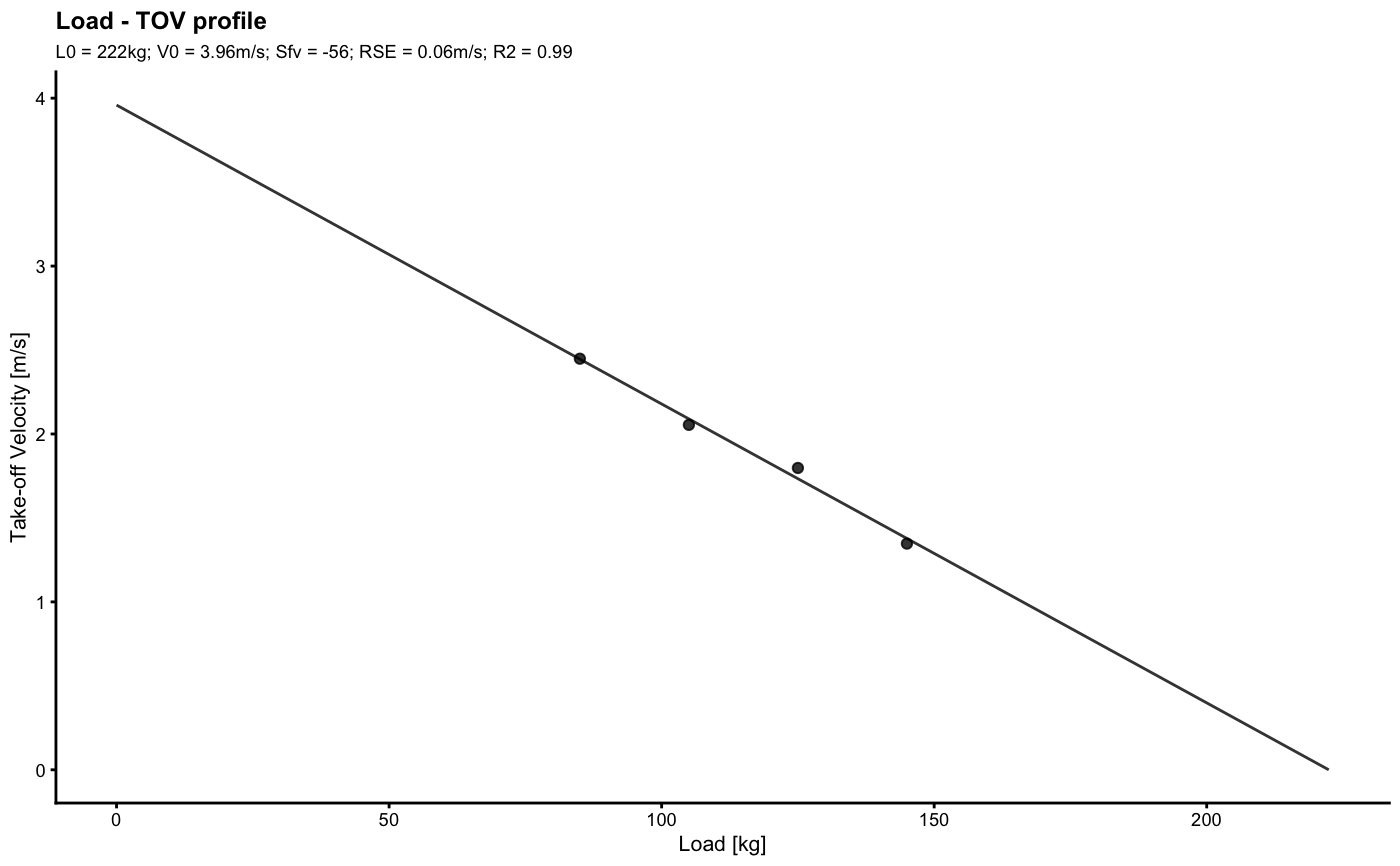 Load - TOV profile
L0 = 222kg; V0 = 3.96m/s; Sfv = -56; RSE = 0.06m/s; R2 = 0.99
4
3
2
1
0
Take-off Velocity [m/s]
0 50 100 150 200
Load [kg]